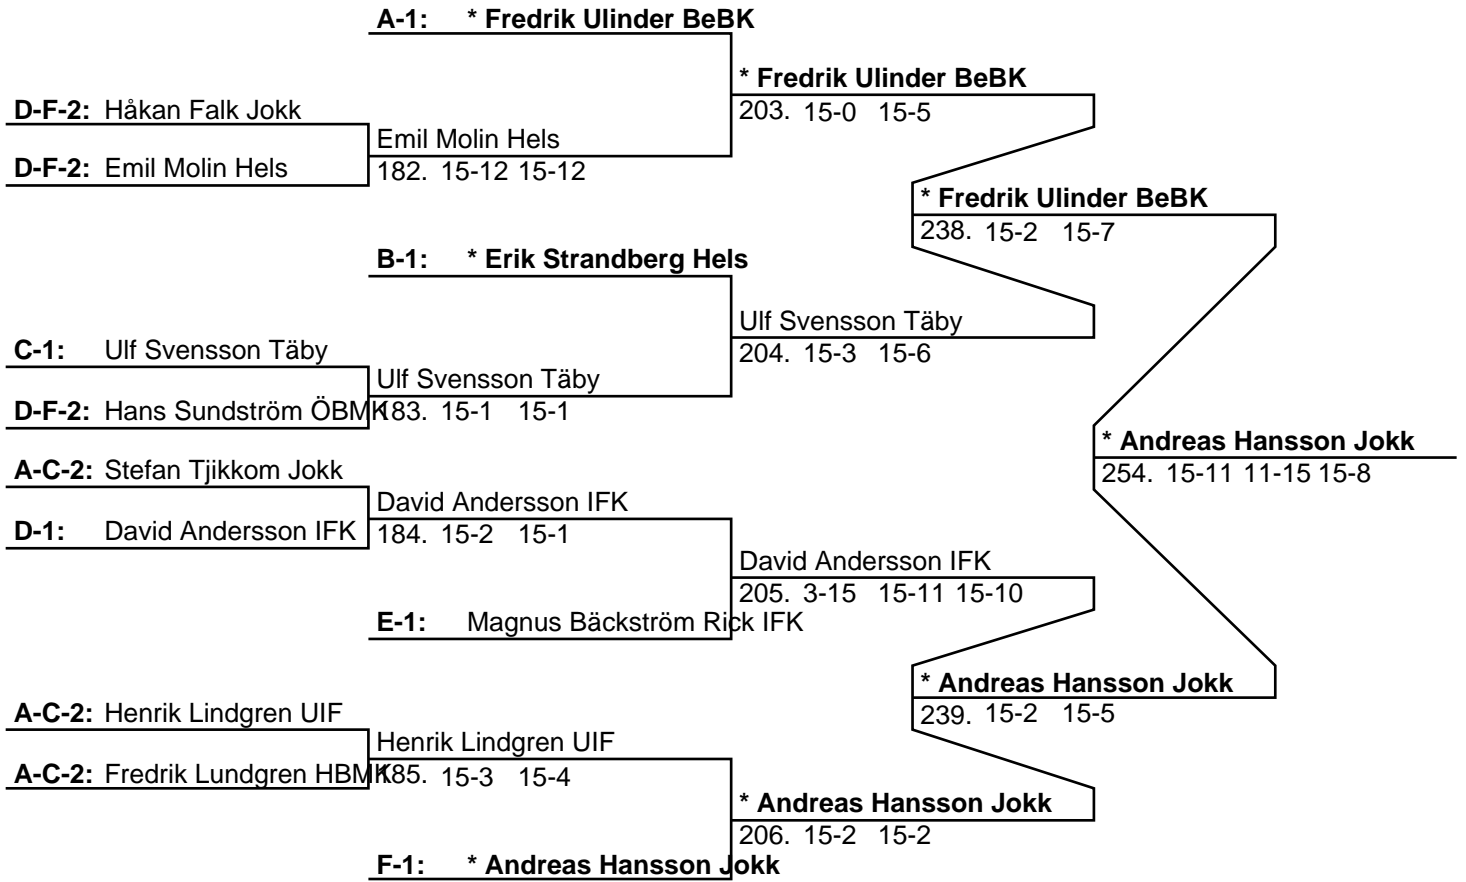 A-1: * Fredrik Ulinder BeBK
* Fredrik Ulinder BeBK
203. 15-0 15-5
D-F-2: Håkan Falk Jokk
Emil Molin Hels
D-F-2: Emil Molin Hels
182. 15-12 15-12
* Fredrik Ulinder BeBK
238. 15-2 15-7
B-1: * Erik Strandberg Hels
Ulf Svensson Täby
204. 15-3 15-6
C-1: Ulf Svensson Täby
Ulf Svensson Täby
D-F-2: Hans Sundström ÖBMK
183. 15-1 15-1
* Andreas Hansson Jokk
254. 15-11 11-15 15-8
A-C-2: Stefan Tjikkom Jokk
David Andersson IFK
D-1: David Andersson IFK
184. 15-2 15-1
David Andersson IFK
205. 3-15 15-11 15-10
E-1: Magnus Bäckström Rick IFK
* Andreas Hansson Jokk
239. 15-2 15-5
A-C-2: Henrik Lindgren UIF
Henrik Lindgren UIF
A-C-2: Fredrik Lundgren HBMK
185. 15-3 15-4
* Andreas Hansson Jokk
206. 15-2 15-2
F-1: * Andreas Hansson Jokk